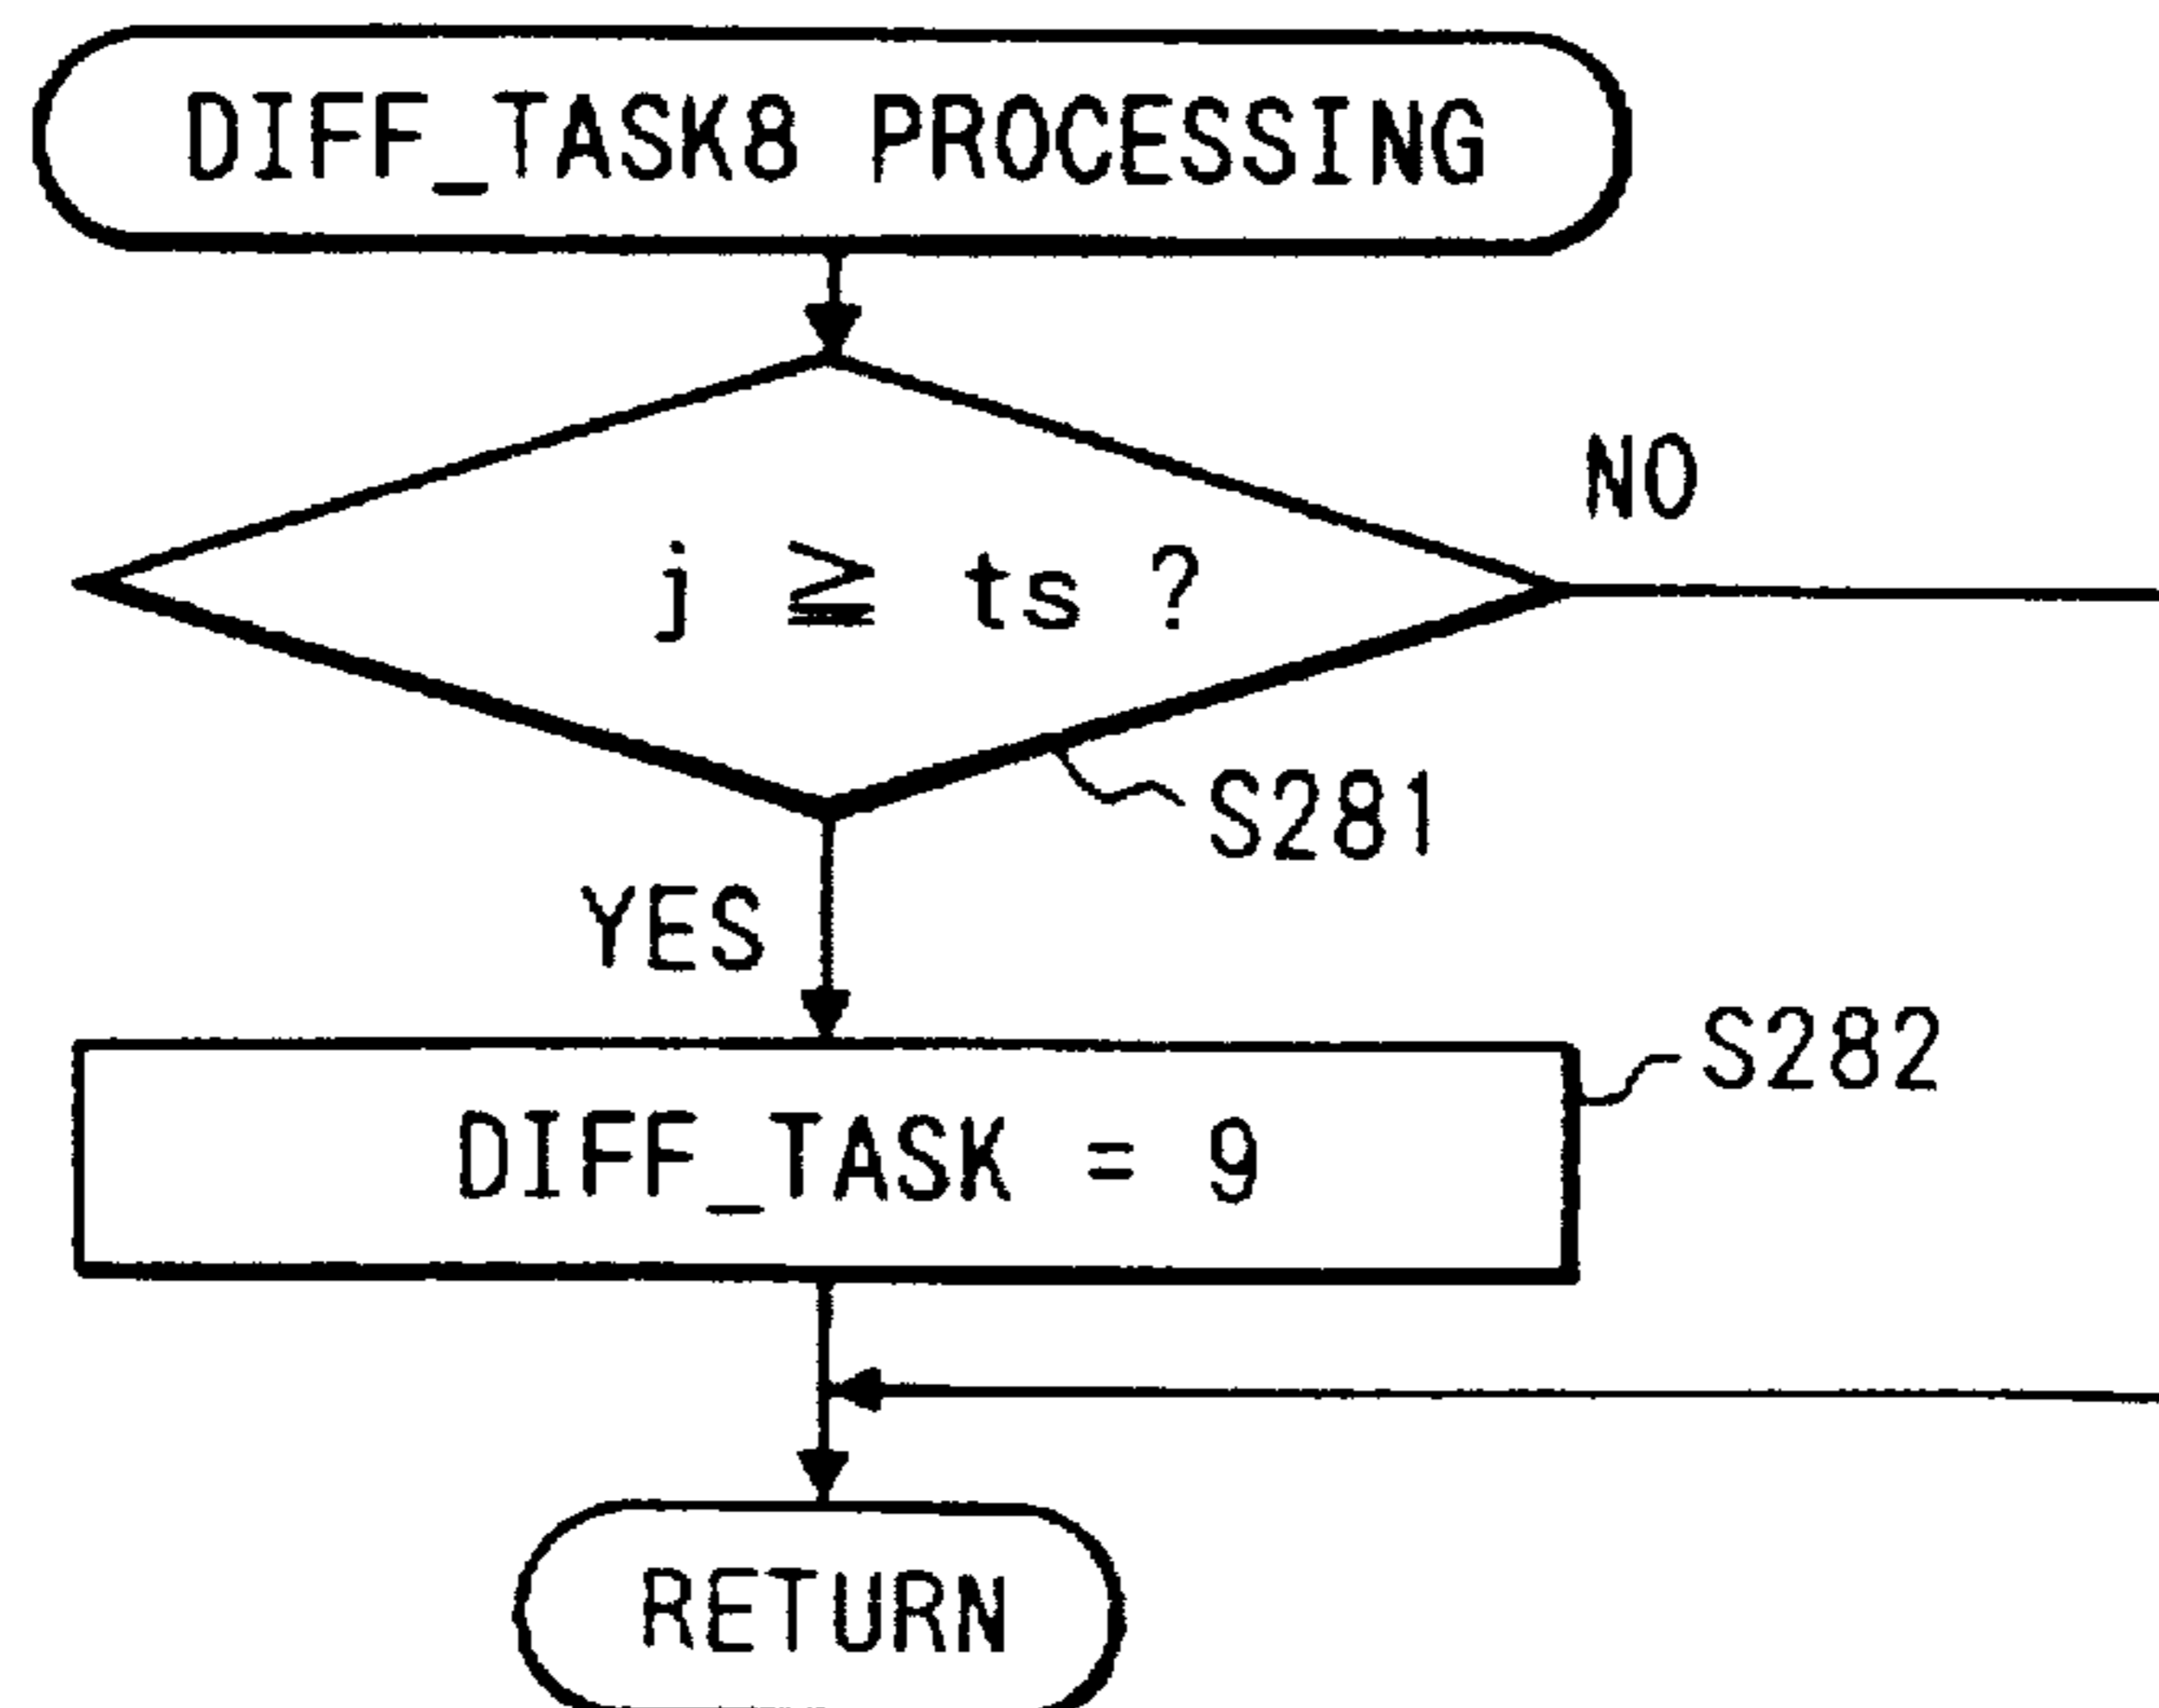 DIFF_TASK8 PROCESSING
NO
j ≧ ts ?
S281
YES
S282
DIFF_TASK = 9
RETURN